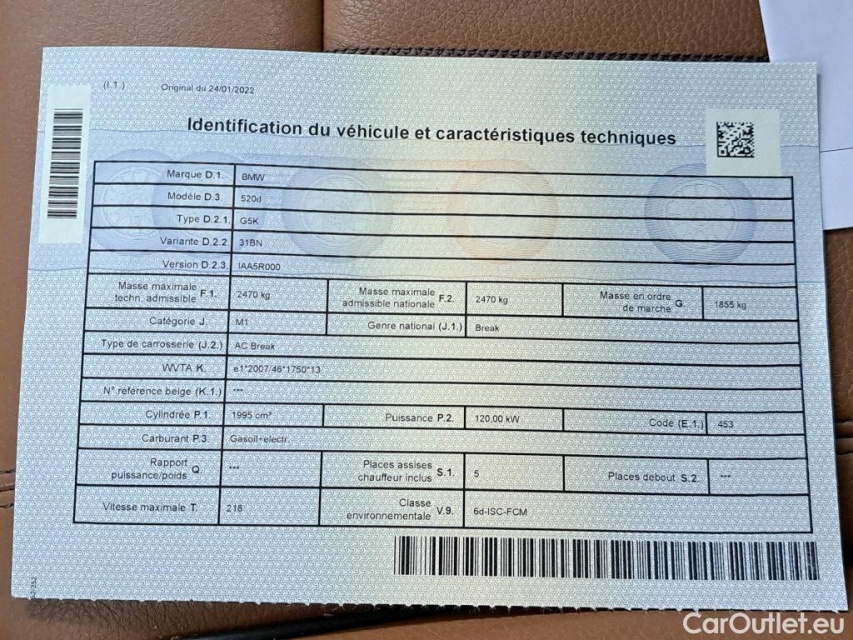 (I.1)
Original du 24/01/2022
Identification du véhicule et caractéristiques techniques
Marque D.1. BMW
Modèle D.3. 520d
Type D.2.1. G5K
Variante D.2.2. 31BN
Version D.2.3. IAA5R000
Masse maximale techn. admissible F.1. 2470 kg Masse maximale admissible nationale F.2. 2470 kg Masse en ordre de marche G. 1855 kg
Catégorie J. M1 Genre national (J.1.) Break
Type de carrosserie (J.2.) AC Break
WVTA K. e1*2007/46*1750*13
N° référence belge (K.1.) ---
Cylindrée P.1. 1995 cm³ Puissance P.2. 120,00 kW Code (E.1.) 453
Carburant P.3. Gasoil+electr.
Rapport puissance/poids Q. --- Places assises chauffeur inclus S.1. 5 Places debout S.2. ---
Vitesse maximale T. 218 Classe environnementale V.9. 6d-ISC-FCM
CarOutlet.eu